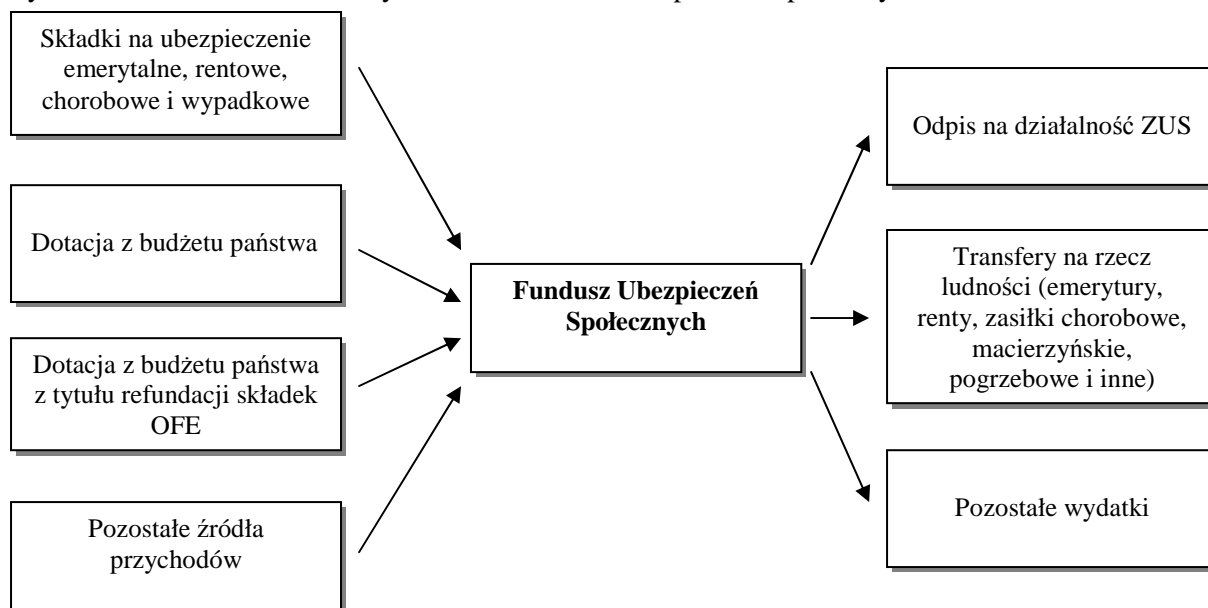 Składki na ubezpieczenie
emerytalne, rentowe,
chorobowe i wypadkowe
Dotacja z budżetu państwa
Dotacja z budżetu państwa
z tytułu refundacji składek
OFE
Pozostałe źródła
przychodów
Fundusz Ubezpieczeń
Społecznych
Odpis na działalność ZUS
Transfery na rzecz
ludności (emerytury,
renty, zasiłki chorobowe,
macierzyńskie,
pogrzebowe i inne)
Pozostałe wydatki